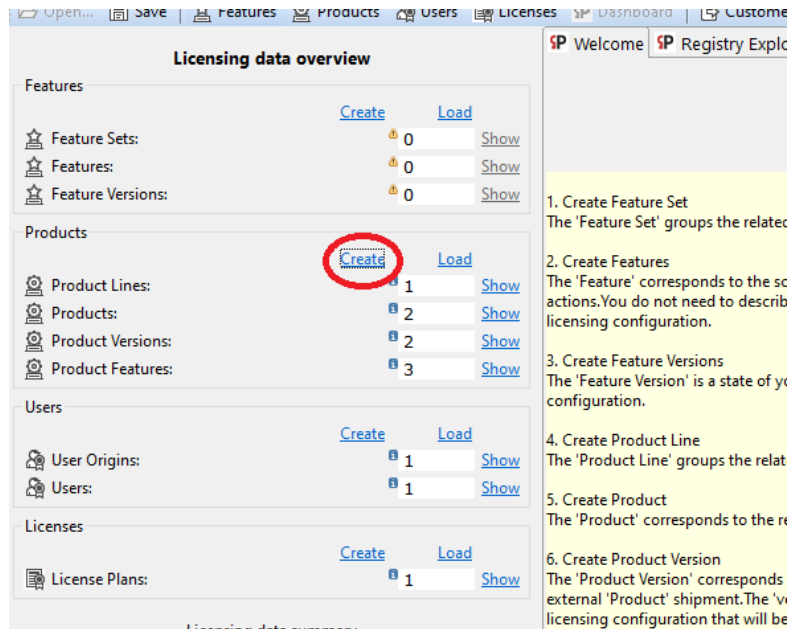 Open... Save Features Products Users Licenses Dashboard Custome
Licensing data overview
Features
Create Load
Feature Sets: 0 Show
Features: 0 Show
Feature Versions: 0 Show
Products
Create Load
Product Lines: 1 Show
Products: 2 Show
Product Versions: 2 Show
Product Features: 3 Show
Users
Create Load
User Origins: 1 Show
Users: 1 Show
Licenses
Create Load
License Plans: 1 Show
Licensing data summary
Welcome Registry Explo
1. Create Feature Set
The 'Feature Set' groups the related
2. Create Features
The 'Feature' corresponds to the sc
actions.You do not need to describ
licensing configuration.
3. Create Feature Versions
The 'Feature Version' is a state of yo
configuration.
4. Create Product Line
The 'Product Line' groups the relat
5. Create Product
The 'Product' corresponds to the re
6. Create Product Version
The 'Product Version' corresponds
external 'Product' shipment.The 've
licensing configuration that will be